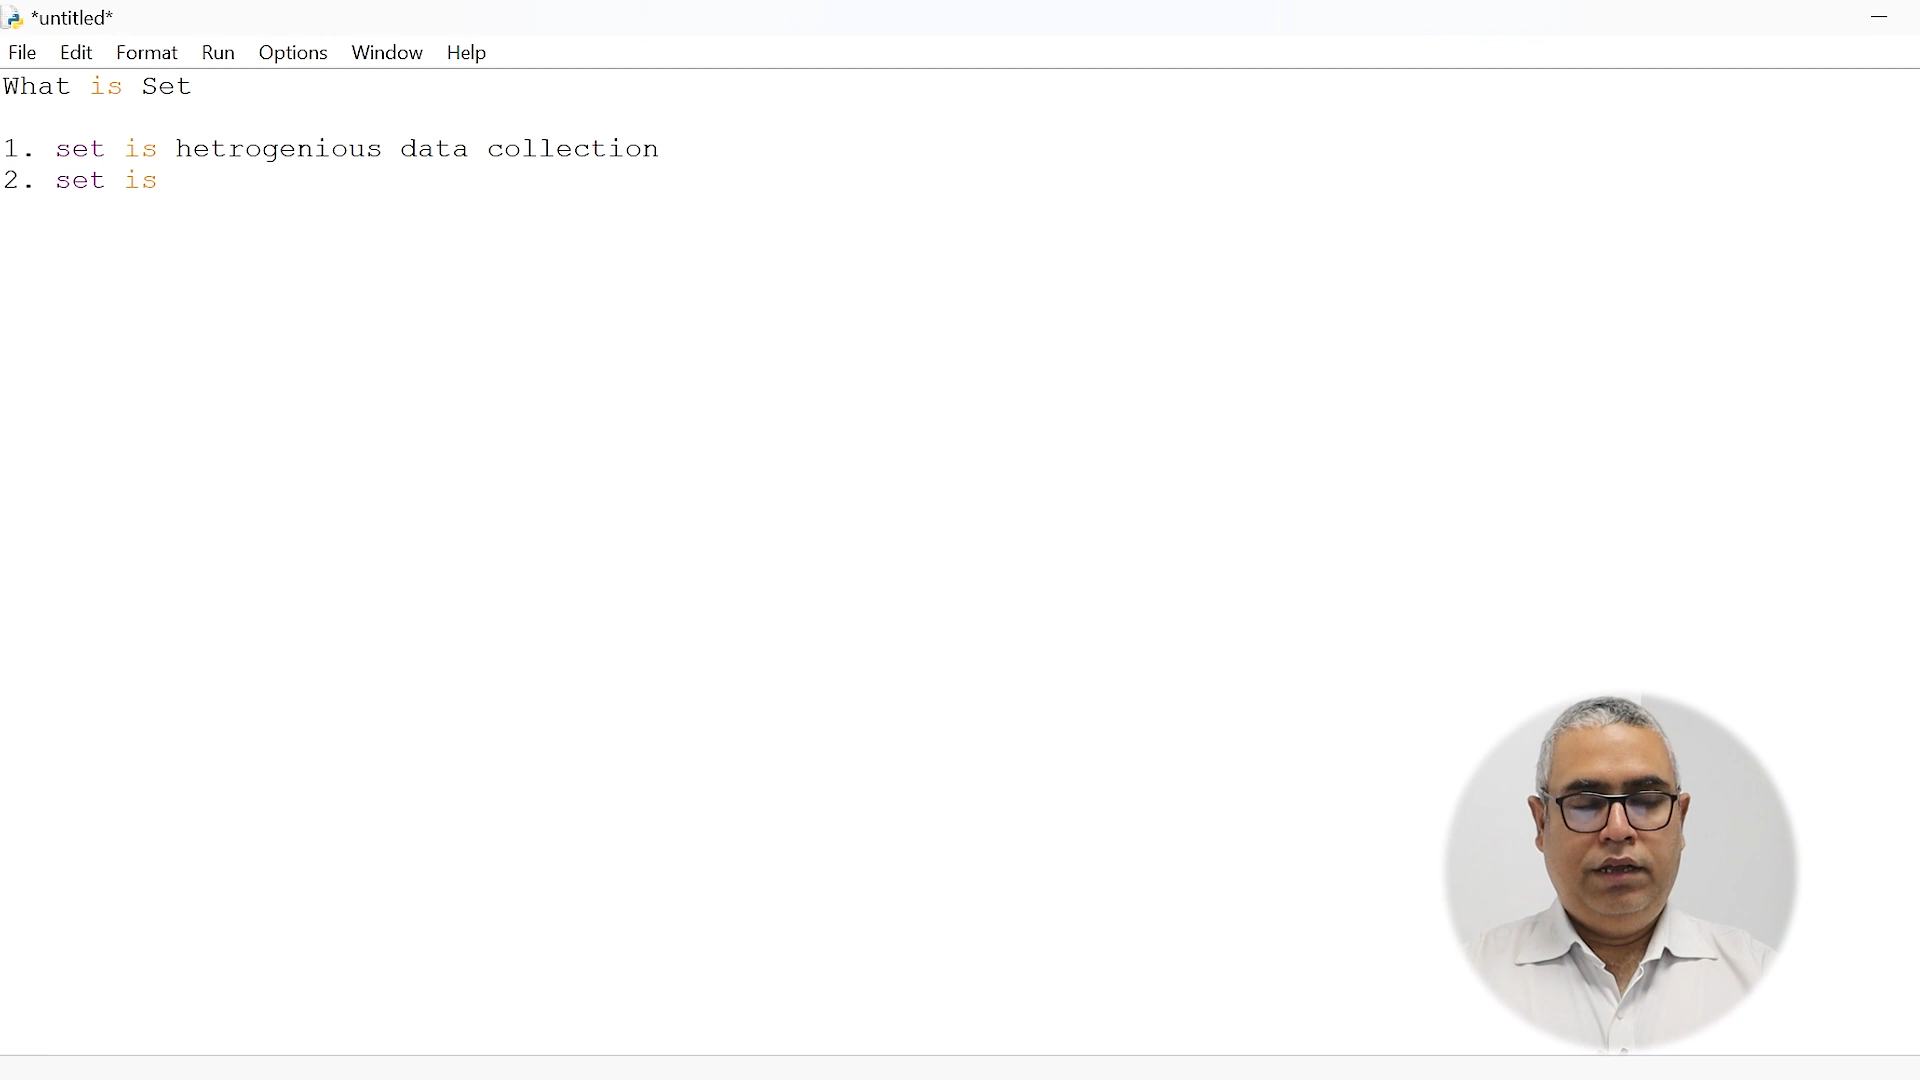 *untitled*
File Edit Format Run Options Window Help
What is Set
1. set is hetrogenious data collection
2. set is